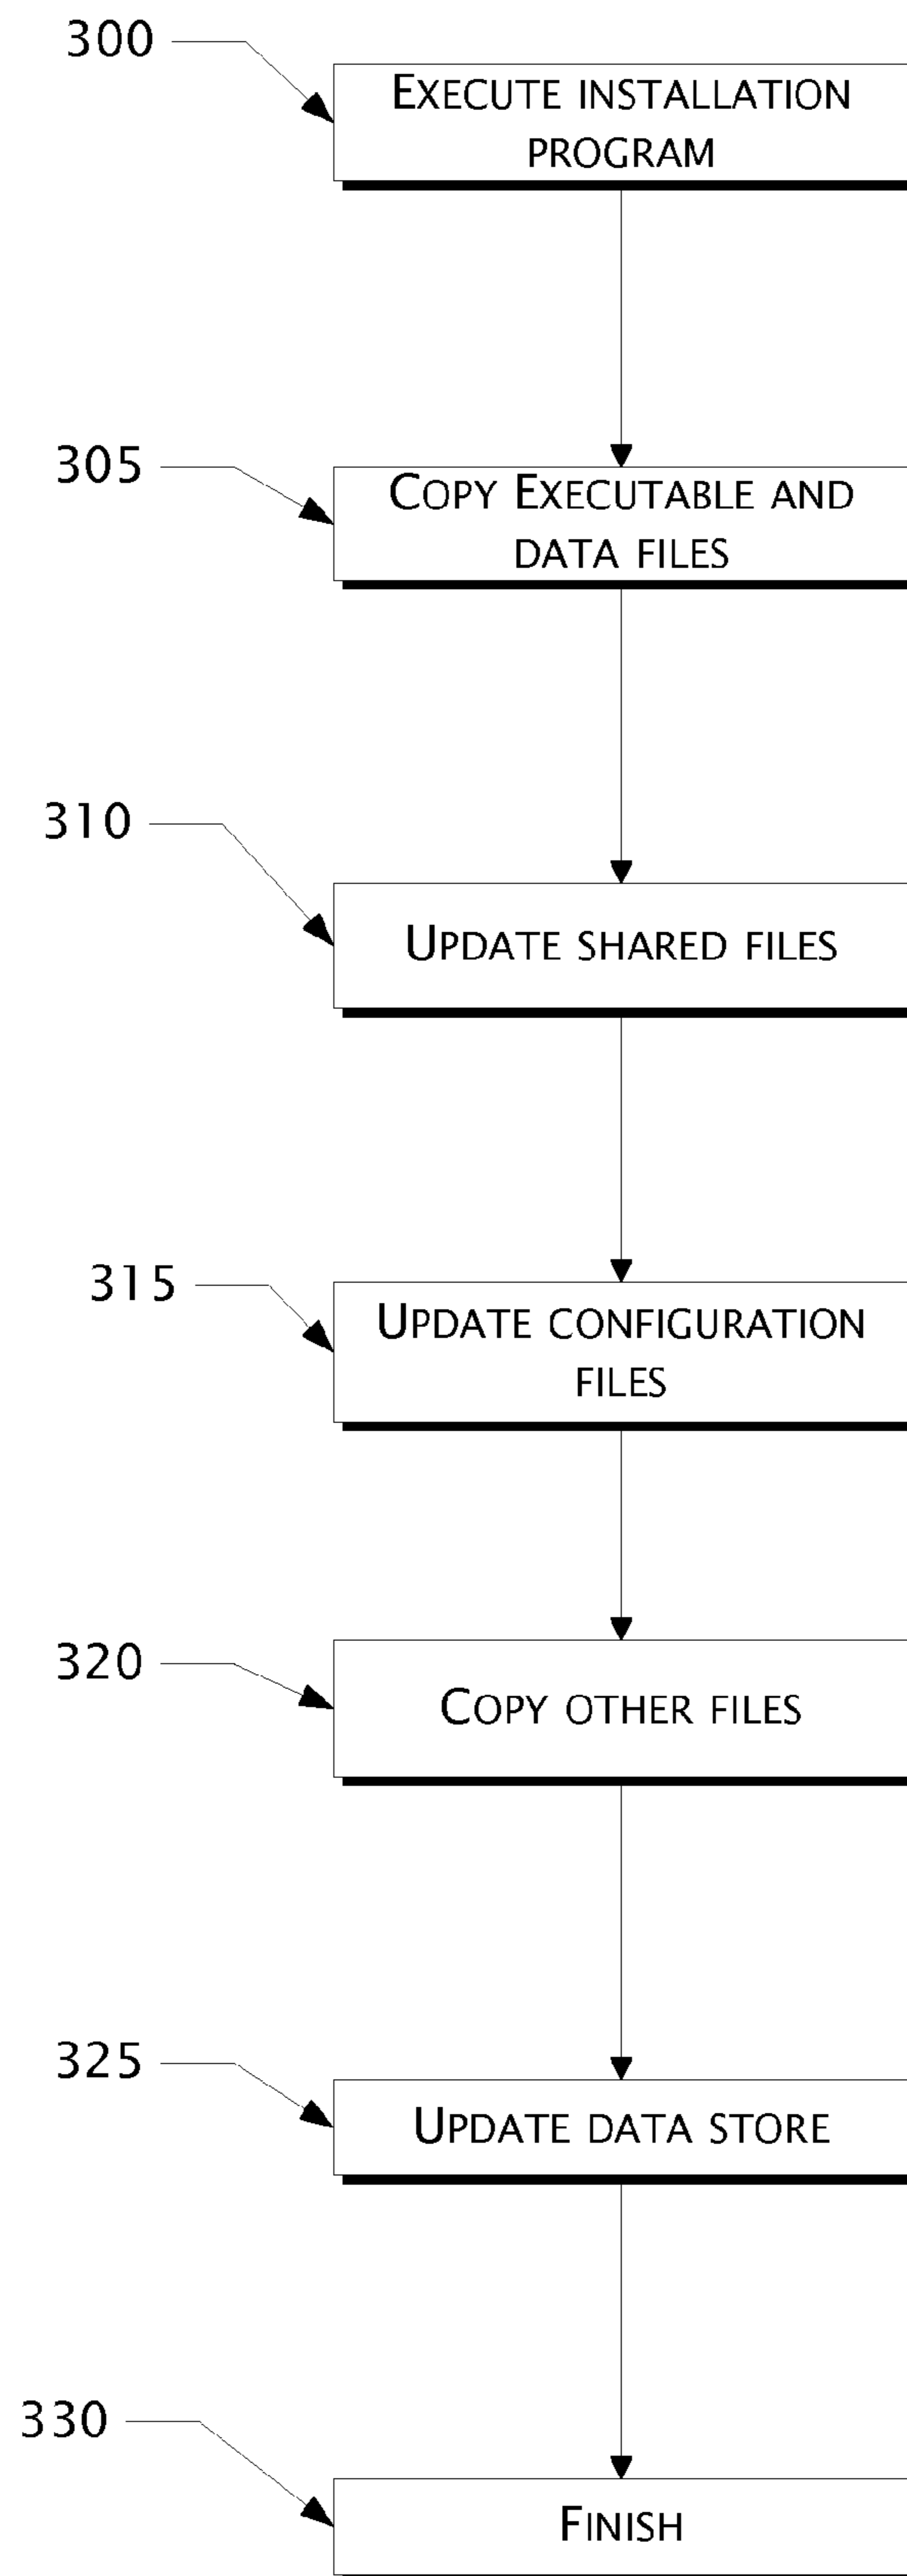 300
EXECUTE INSTALLATION
PROGRAM
305
COPY EXECUTABLE AND
DATA FILES
310
UPDATE SHARED FILES
315
UPDATE CONFIGURATION
FILES
320
COPY OTHER FILES
325
UPDATE DATA STORE
330
FINISH